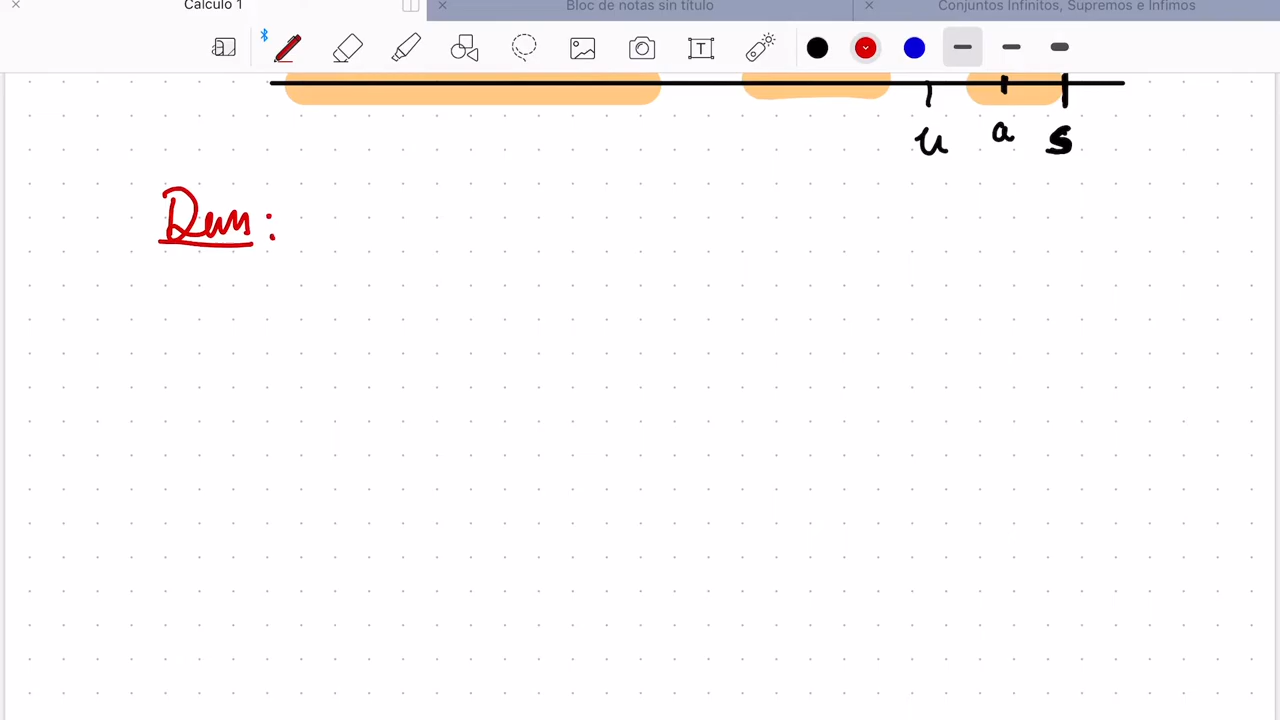 Calculo 1
Bloc de notas sin título
Conjuntos Infinitos, Supremos e Infimos
T
u a s
Dem: